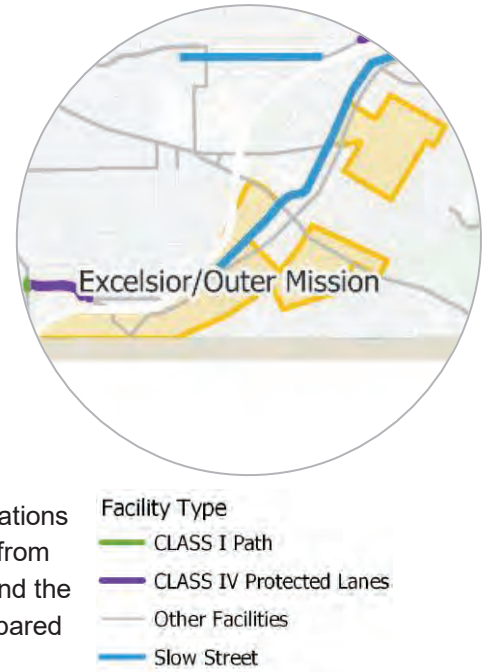 Excelsior/Outer Mission
ations
from
nd the
pared
Facility Type
CLASS I Path
CLASS IV Protected Lanes
Other Facilities
Slow Street